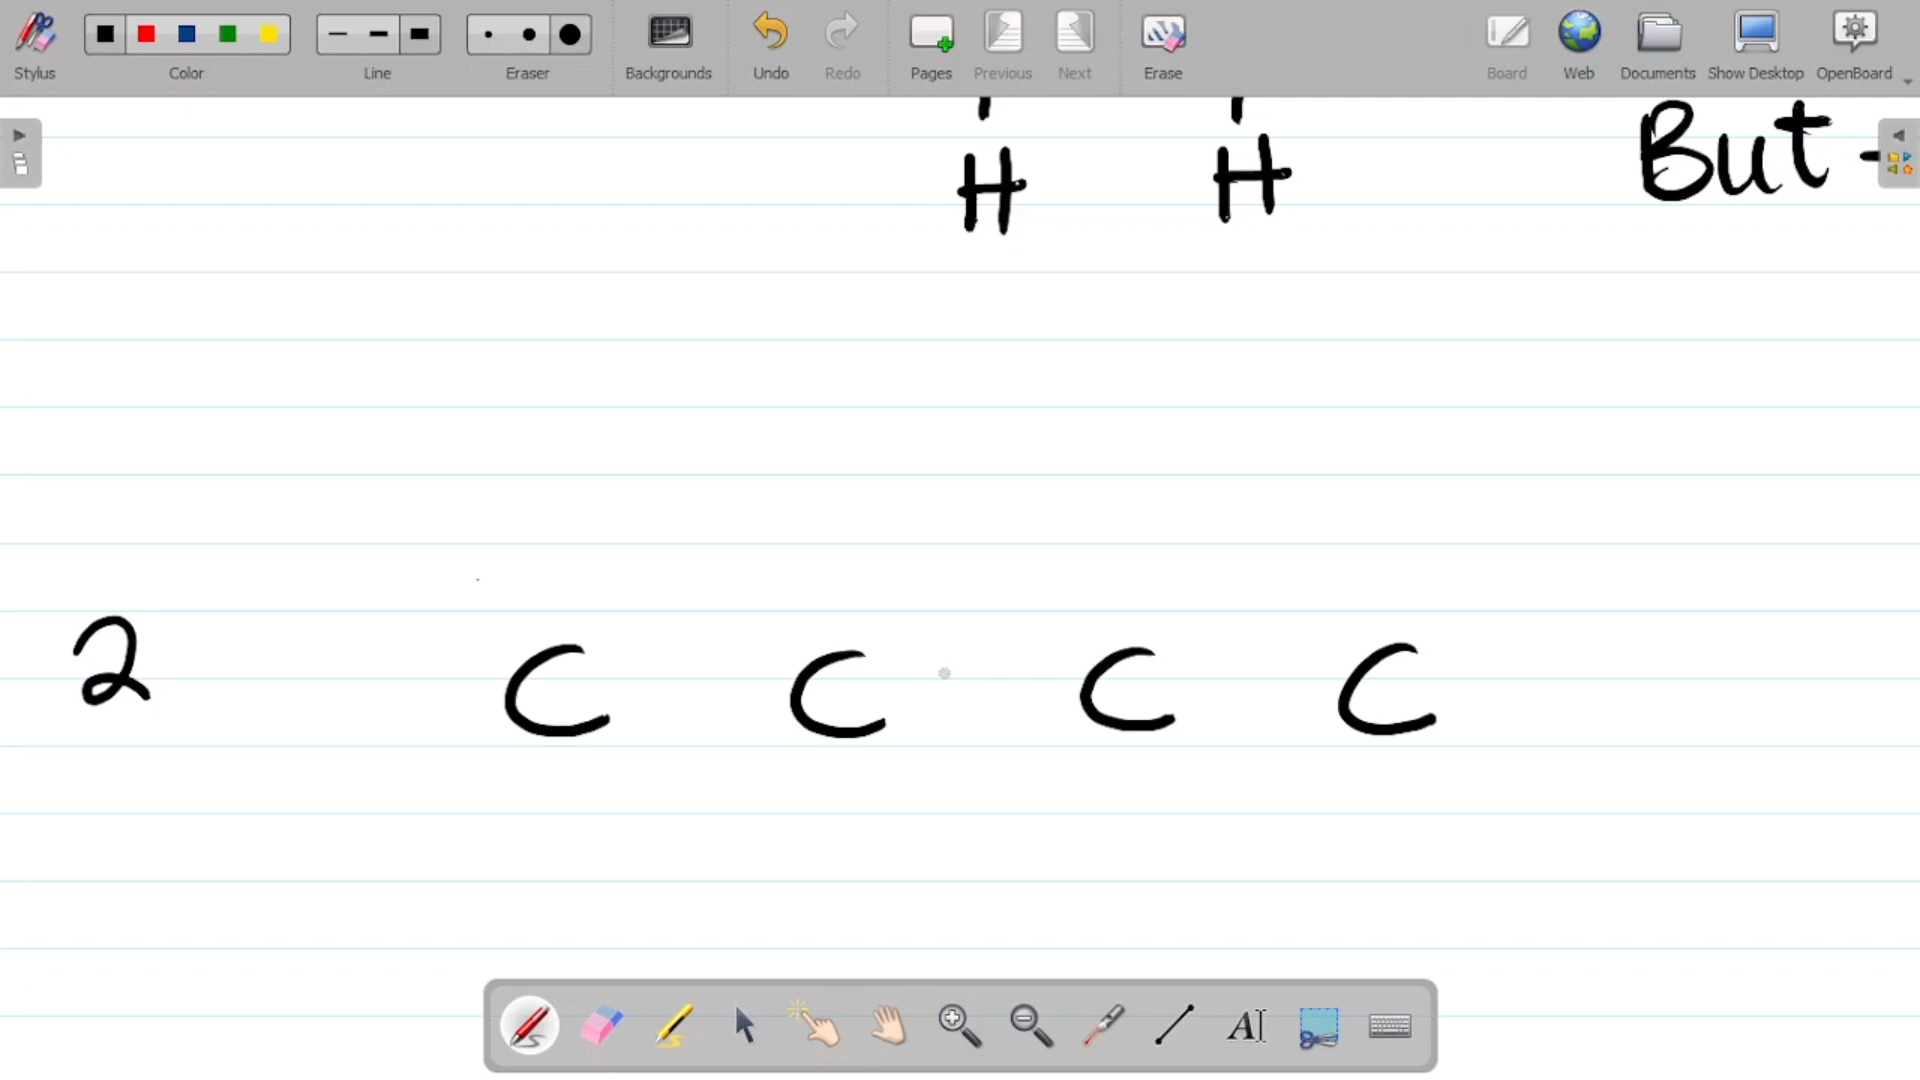 Stylus Color Line Eraser Backgrounds Undo Redo Pages Previous Next Erase Board Web Documents Show Desktop OpenBoard
H H But -
2 C C C C